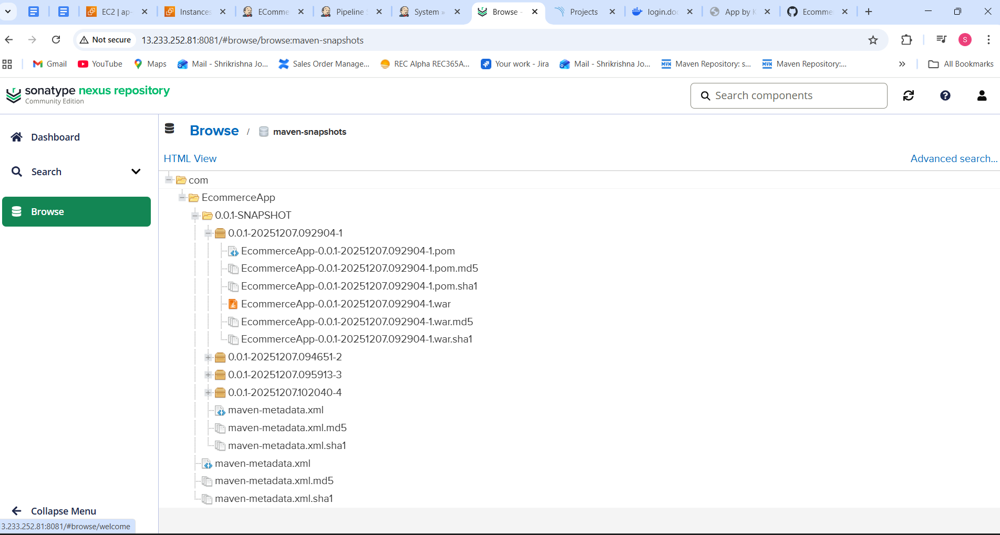 EC2 | ap-
Instances
EComme
Pipeline S
System »
Browse -
Projects
login.doc
App by K
Ecomme
Not secure
13.233.252.81:8081/#browse/browse:maven-snapshots
S
Gmail
YouTube
Maps
Mail - Shrikrishna Jo...
Sales Order Manage...
REC Alpha REC365A...
Your work - Jira
Mail - Shrikrishna Jo...
Maven Repository: s...
Maven Repository:...
»
All Bookmarks
sonatype nexus repository
Community Edition
Search components
Dashboard
Search
Browse
Browse / maven-snapshots
HTML View
Advanced search...
com
EcommerceApp
0.0.1-SNAPSHOT
0.0.1-20251207.092904-1
EcommerceApp-0.0.1-20251207.092904-1.pom
EcommerceApp-0.0.1-20251207.092904-1.pom.md5
EcommerceApp-0.0.1-20251207.092904-1.pom.sha1
EcommerceApp-0.0.1-20251207.092904-1.war
EcommerceApp-0.0.1-20251207.092904-1.war.md5
EcommerceApp-0.0.1-20251207.092904-1.war.sha1
0.0.1-20251207.094651-2
0.0.1-20251207.095913-3
0.0.1-20251207.102040-4
maven-metadata.xml
maven-metadata.xml.md5
maven-metadata.xml.sha1
maven-metadata.xml
maven-metadata.xml.md5
maven-metadata.xml.sha1
Collapse Menu
3.233.252.81:8081/#browse/welcome